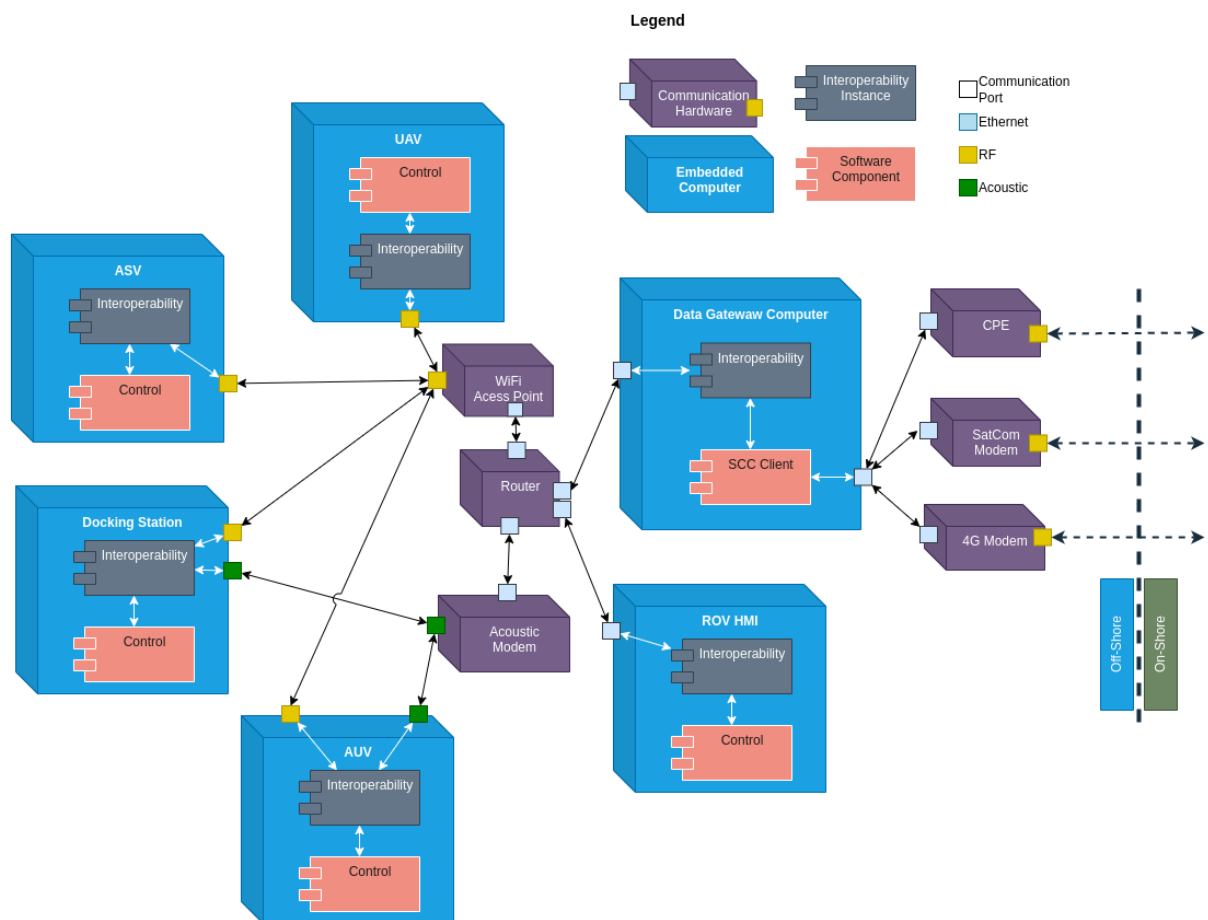 Legend
Communication
Hardware
Interoperability
Instance
Communication
Port
Ethernet
Embedded
Computer
Software
Component
RF
Acoustic
UAV
Control
Interoperability
ASV
Interoperability
Control
WiFi
Acess Point
Router
Data Gatewaw Computer
Interoperability
SCC Client
CPE
SatCom
Modem
4G Modem
Docking Station
Interoperability
Control
Acoustic
Modem
ROV HMI
Interoperability
Control
Off-Shore
On-Shore
AUV
Interoperability
Control